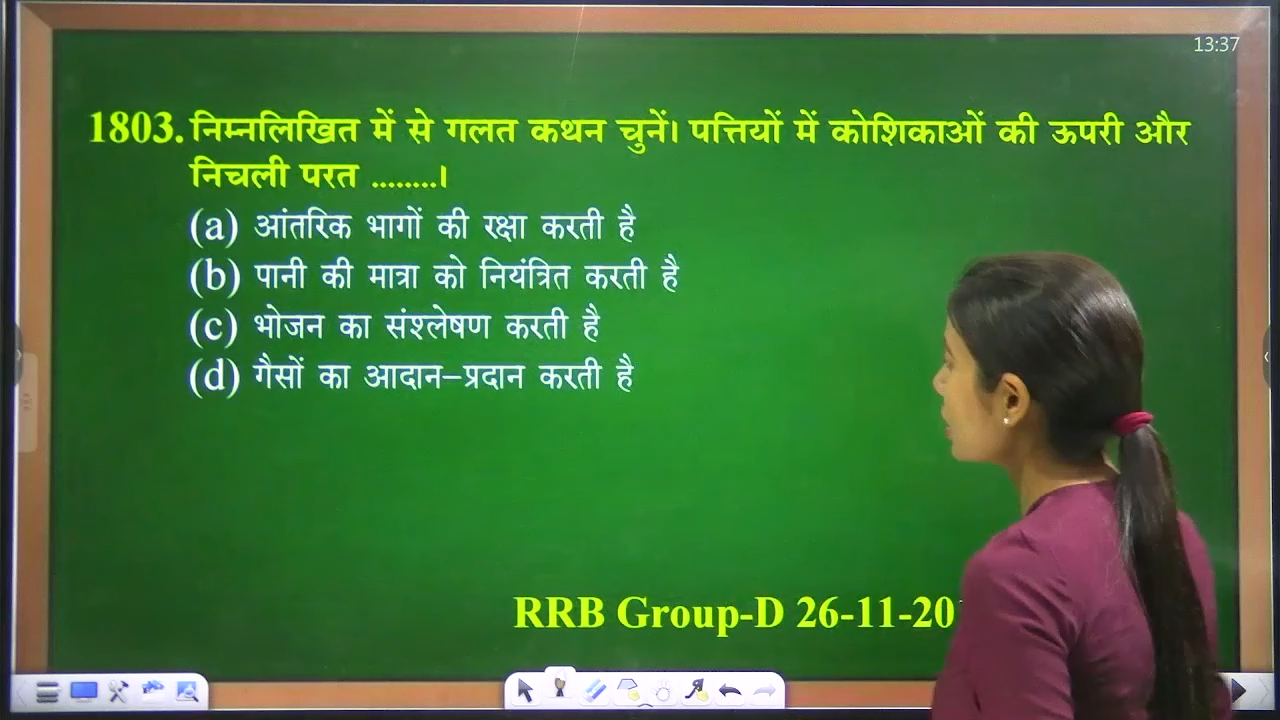 13:37
1803. निम्नलिखित में से गलत कथन चुनें। पत्तियों में कोशिकाओं की ऊपरी और
निचली परत ........।
(a) आंतरिक भागों की रक्षा करती है
(b) पानी की मात्रा को नियंत्रित करती है
(c) भोजन का संश्लेषण करती है
(d) गैसों का आदान–प्रदान करती है
RRB Group-D 26-11-20